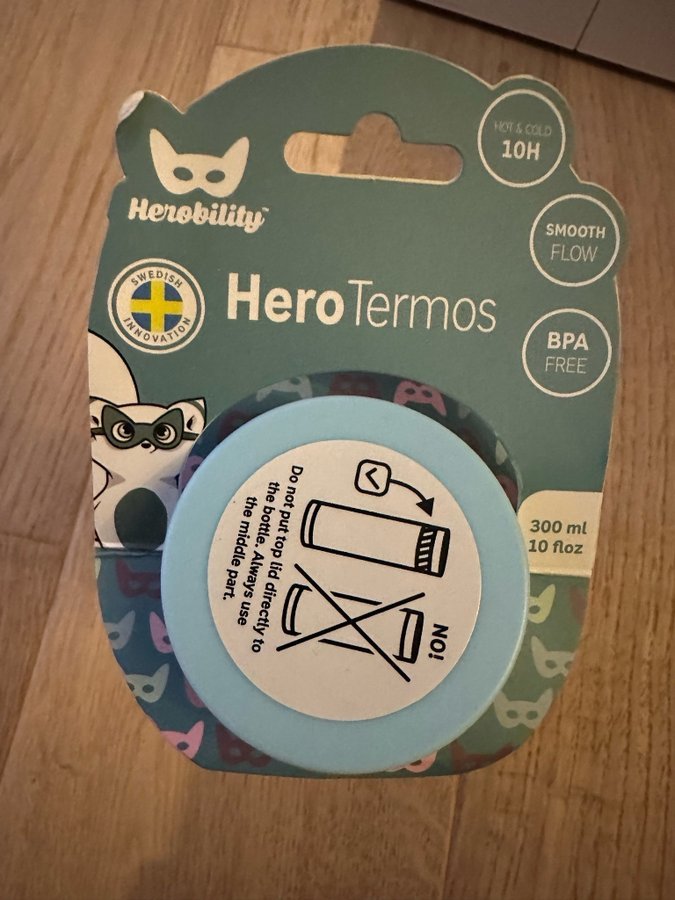 HOT & COLD
10H
Herobility™
SMOOTH
FLOW
SWEDISH
INNOVATION
HeroTermos
BPA
FREE
300 ml
10 floz
Do not put top lid directly to
the bottle. Always use
the middle part.
NO!